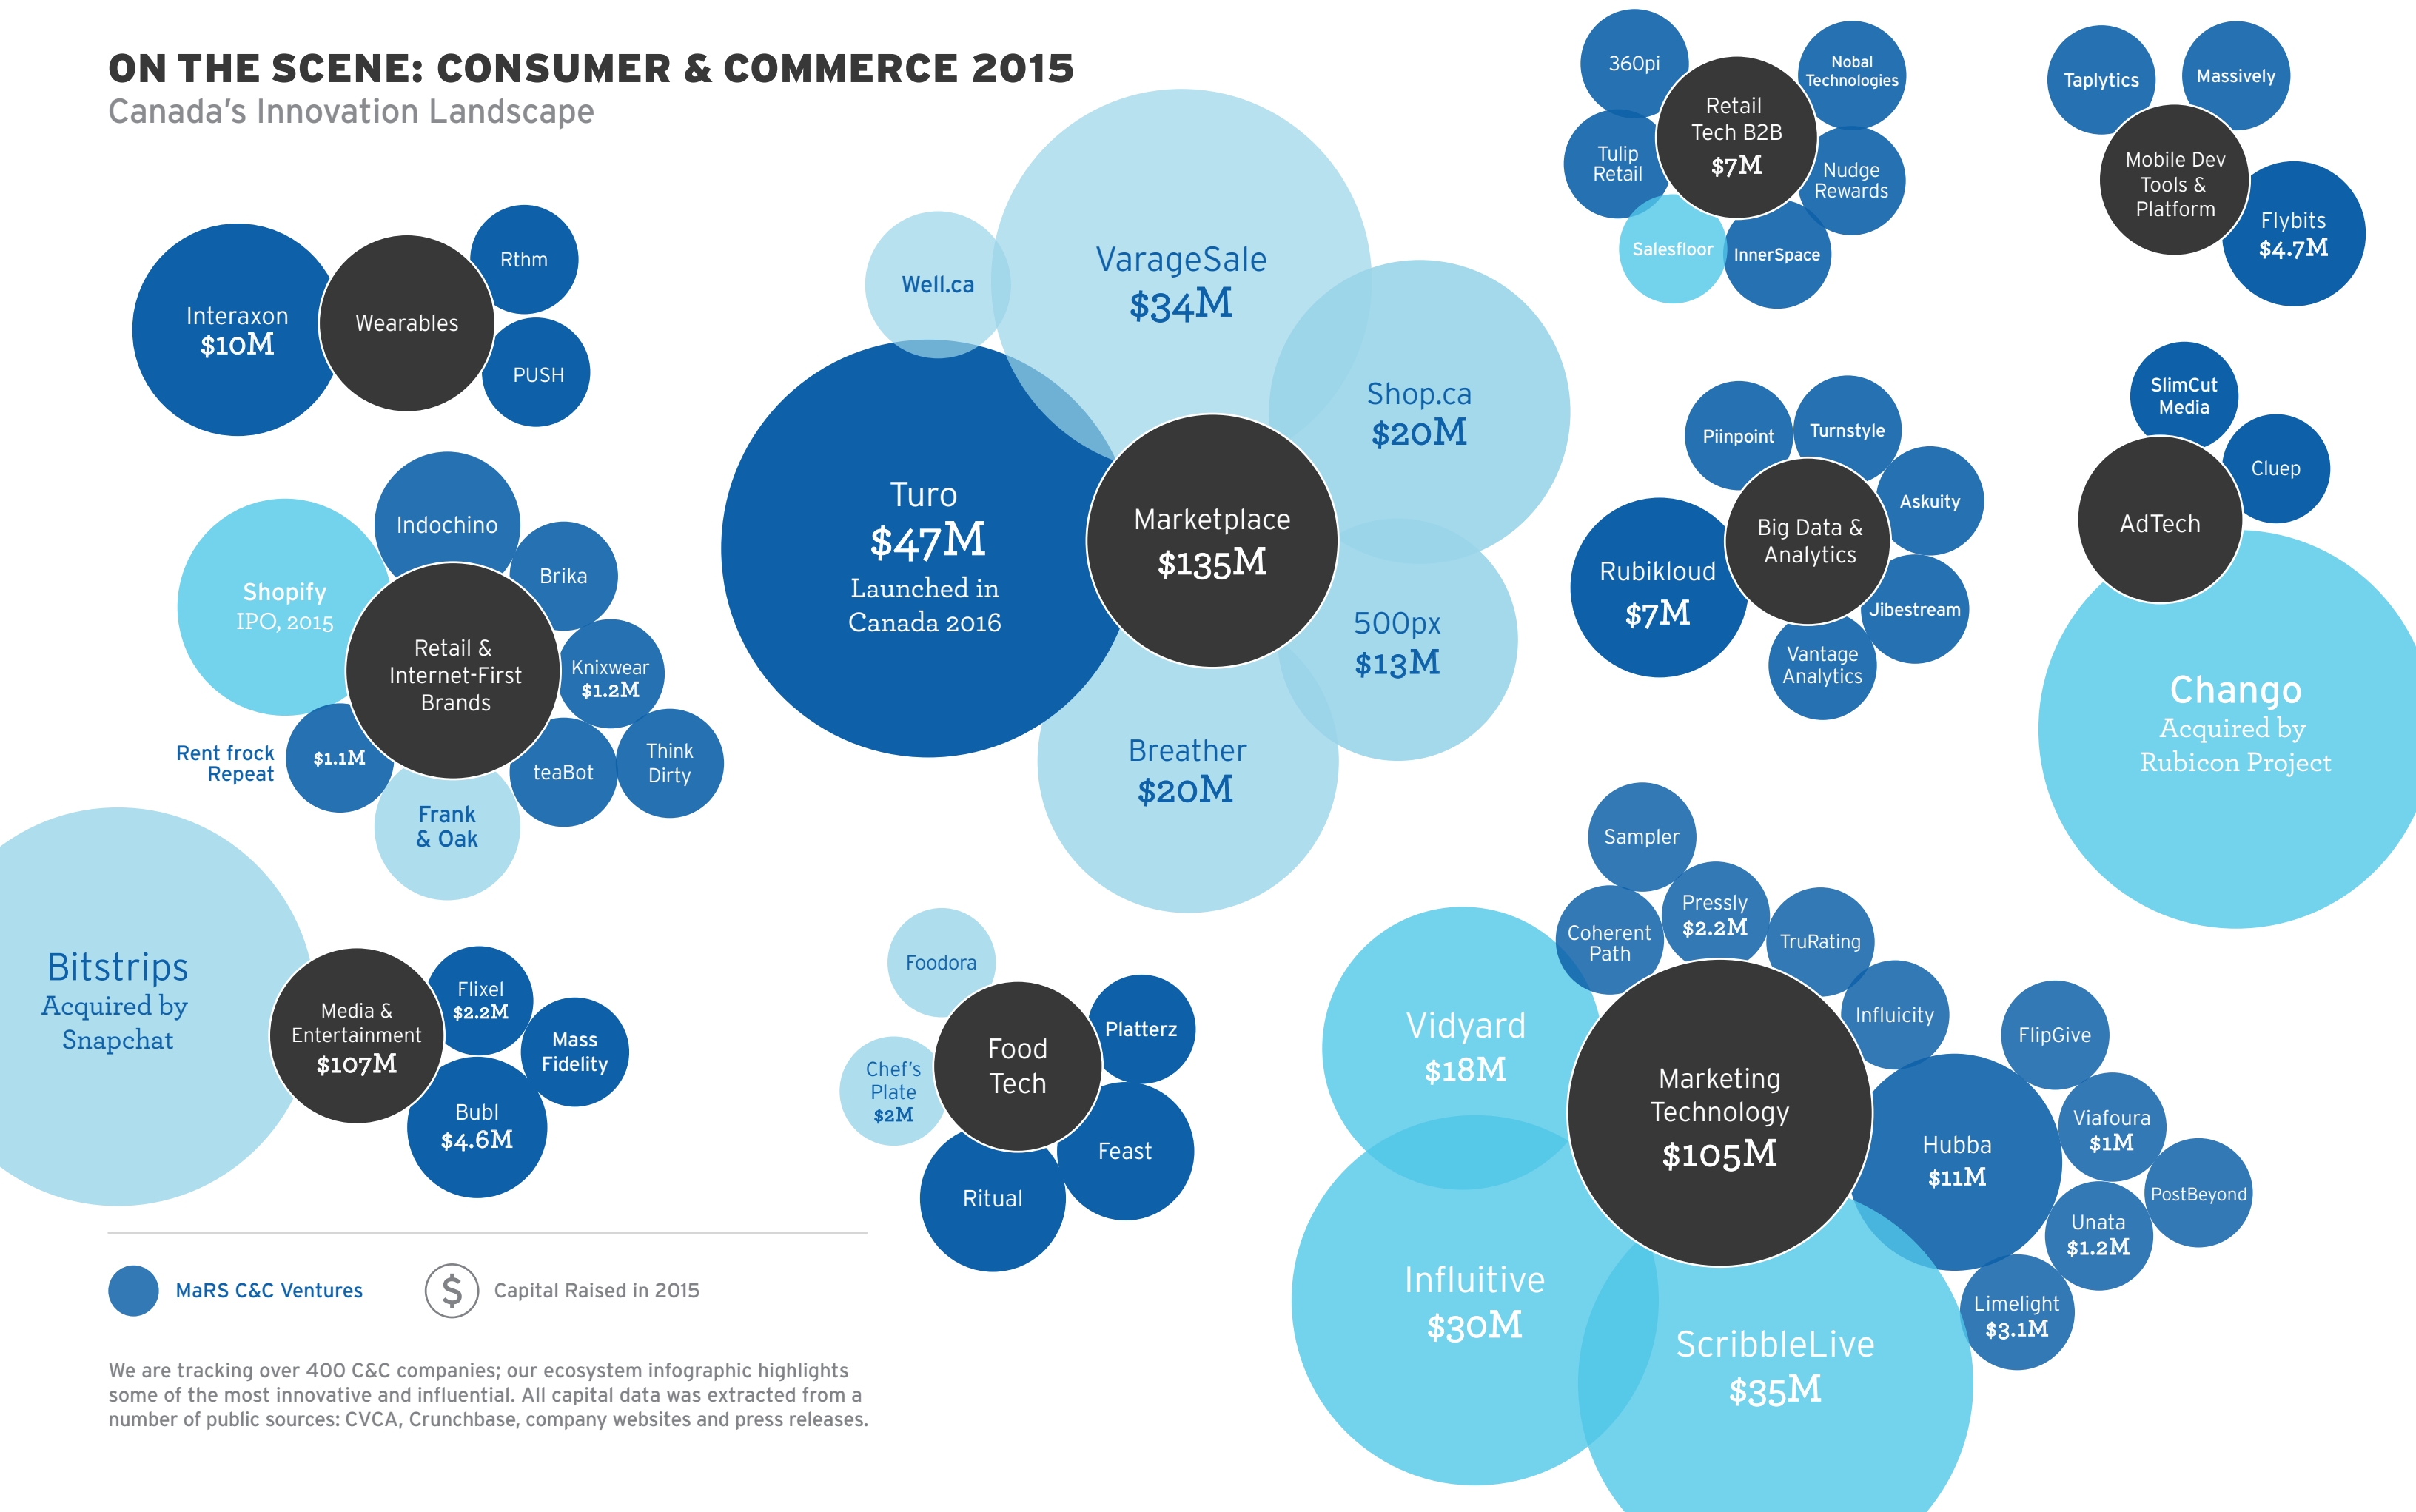 ON THE SCENE: CONSUMER & COMMERCE 2015
Canada's Innovation Landscape
Interaxon
$10M
Wearables
Rthm
PUSH
Indochino
Shopify
IPO, 2015
Brika
Retail &
Internet-First
Brands
Knixwear
$1.2M
Rent frock
Repeat
$1.1M
teaBot
Think
Dirty
Frank
& Oak
Bitstrips
Acquired by
Snapchat
Media &
Entertainment
$107M
Flixel
$2.2M
Mass
Fidelity
Bubl
$4.6M
Well.ca
VarageSale
$34M
Shop.ca
$20M
Turo
$47M
Launched in
Canada 2016
Marketplace
$135M
500px
$13M
Breather
$20M
Foodora
Chef's
Plate
$2M
Food
Tech
Platterz
Feast
Ritual
360pi
Nobal
Technologies
Retail
Tech B2B
$7M
Tulip
Retail
Nudge
Rewards
Salesfloor
InnerSpace
Taplytics
Massively
Mobile Dev
Tools &
Platform
Flybits
$4.7M
Piinpoint
Turnstyle
Askuity
Big Data &
Analytics
Rubikloud
$7M
Jibestream
Vantage
Analytics
SlimCut
Media
Cluep
AdTech
Chango
Acquired by
Rubicon Project
Sampler
Coherent
Path
Pressly
$2.2M
TruRating
Influicity
Vidyard
$18M
Marketing
Technology
$105M
Hubba
$11M
FlipGive
Viafoura
$1M
PostBeyond
Unata
$1.2M
Limelight
$3.1M
Influitive
$30M
ScribbleLive
$35M
MaRS C&C Ventures
$
Capital Raised in 2015
We are tracking over 400 C&C companies; our ecosystem infographic highlights
some of the most innovative and influential. All capital data was extracted from a
number of public sources: CVCA, Crunchbase, company websites and press releases.